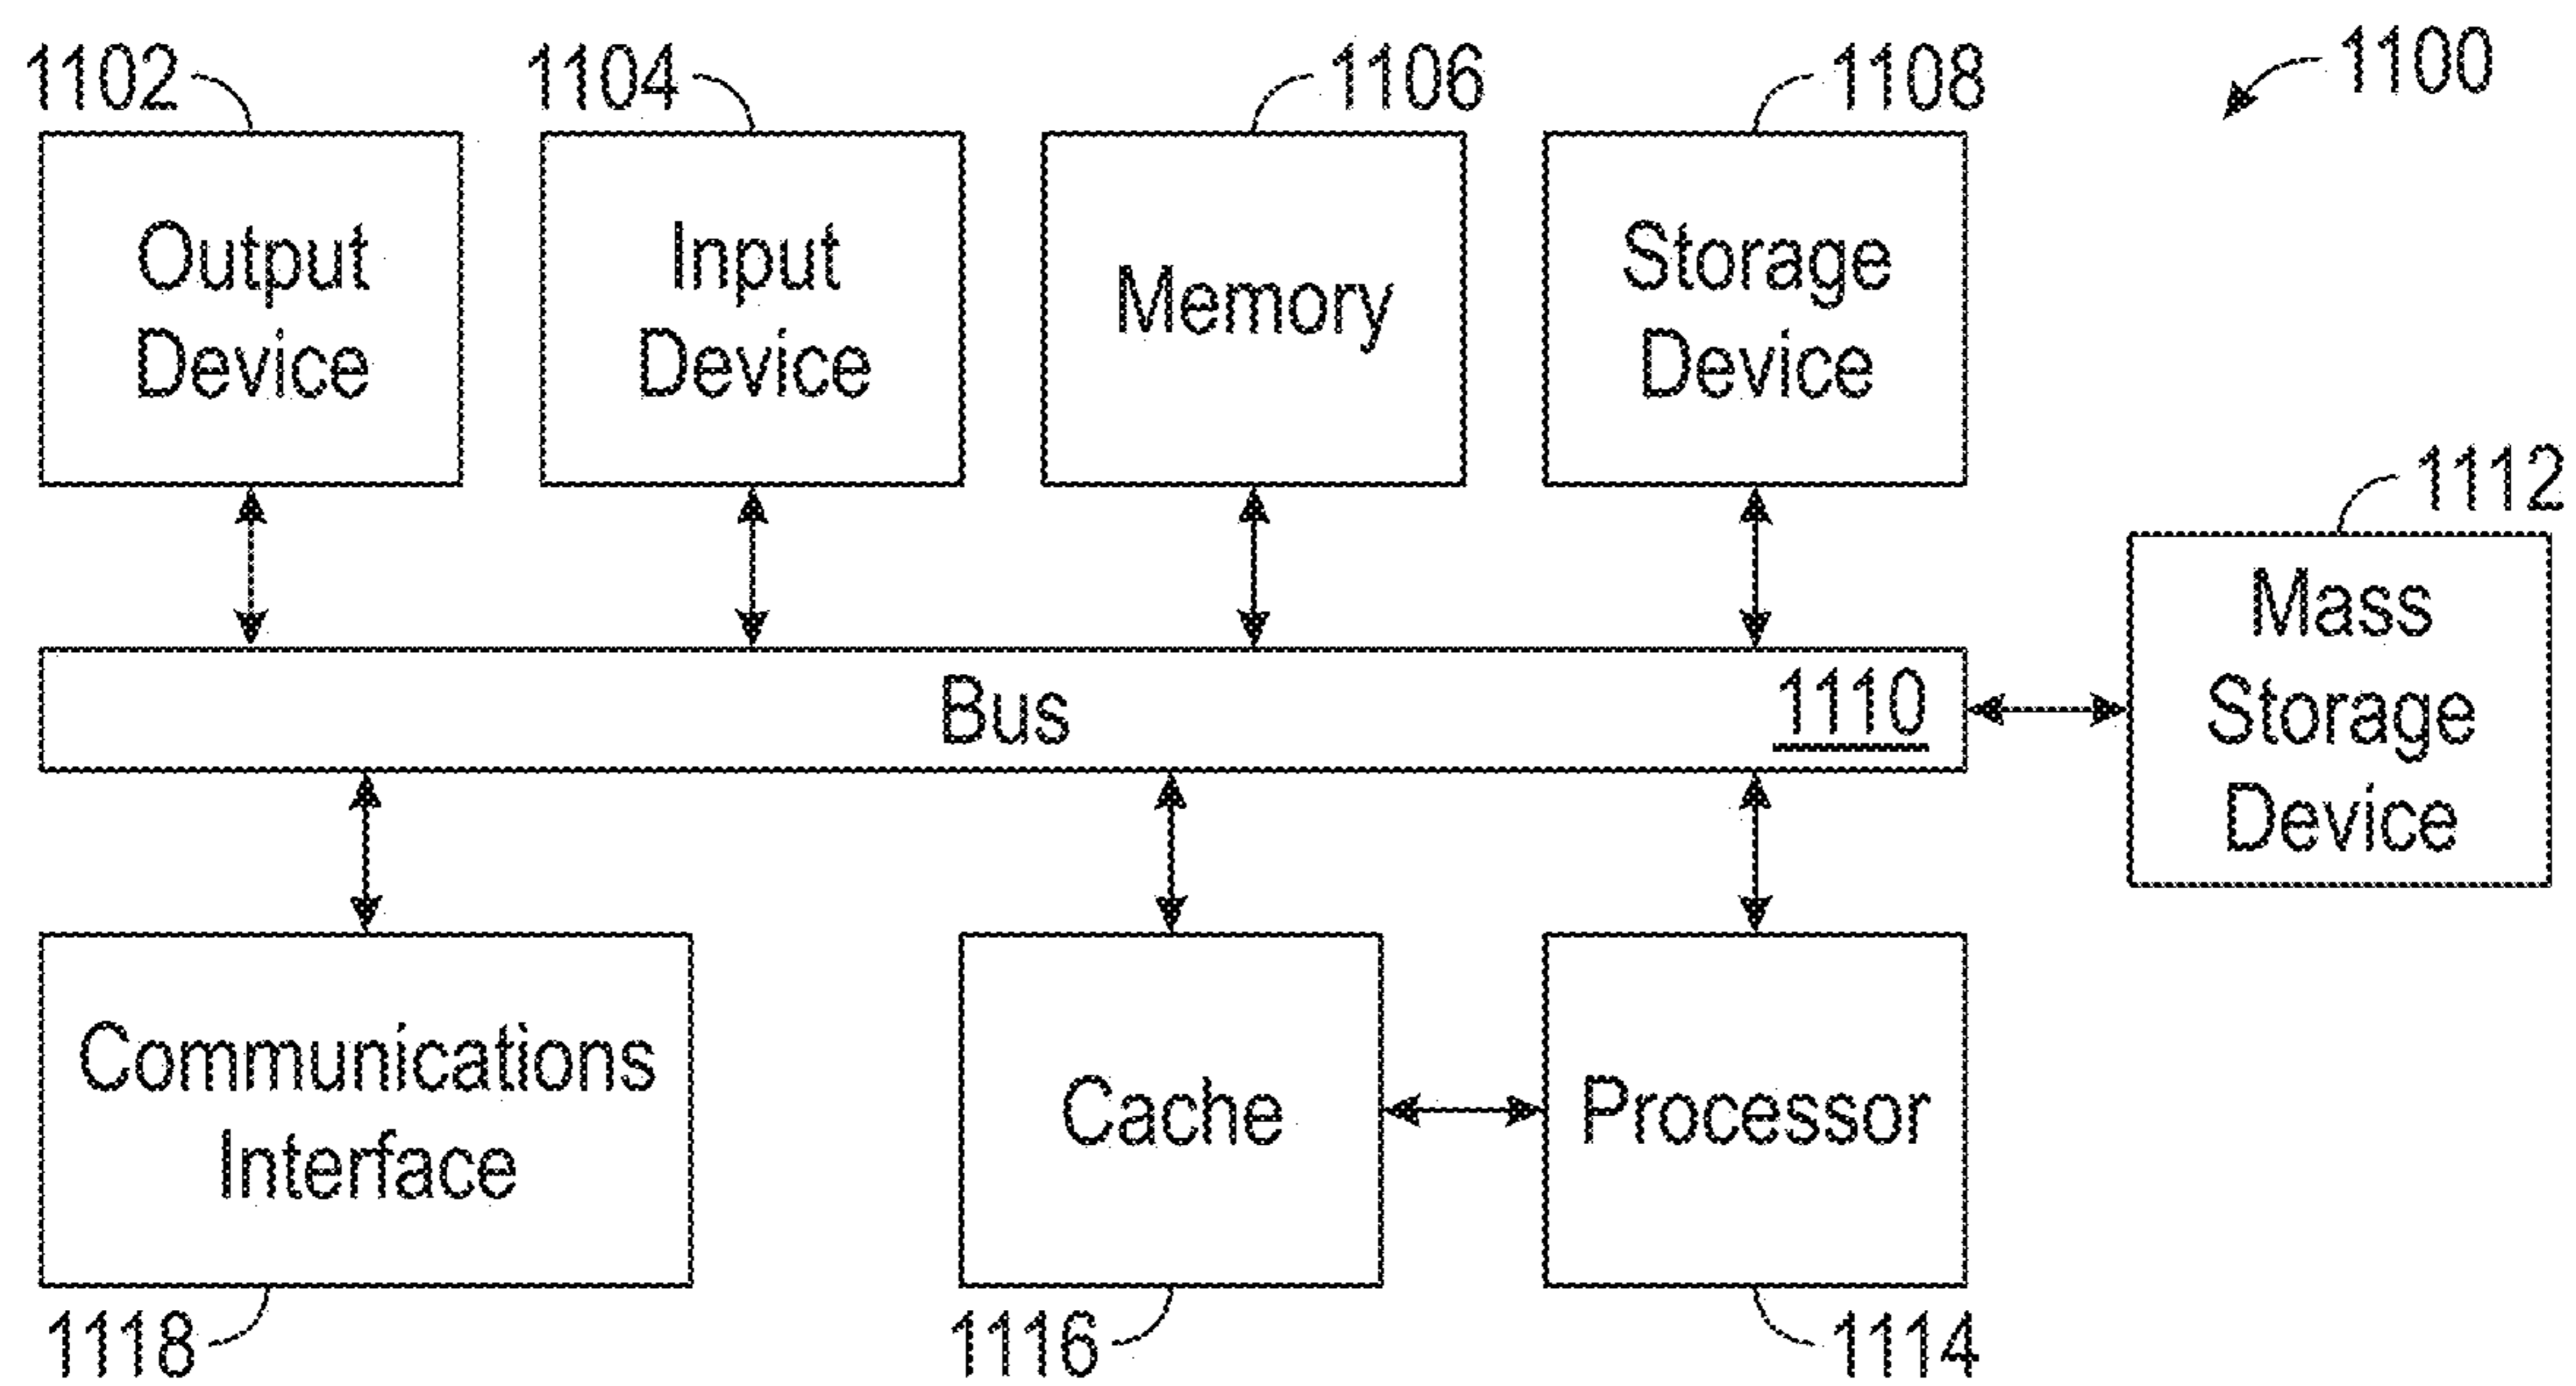 1102
1104
1106
1108
1100
Output
Device
Input
Device
Memory
Storage
Device
1112
Mass
Storage
Device
Bus
1110
Communications
Interface
Cache
Processor
1118
1116
1114